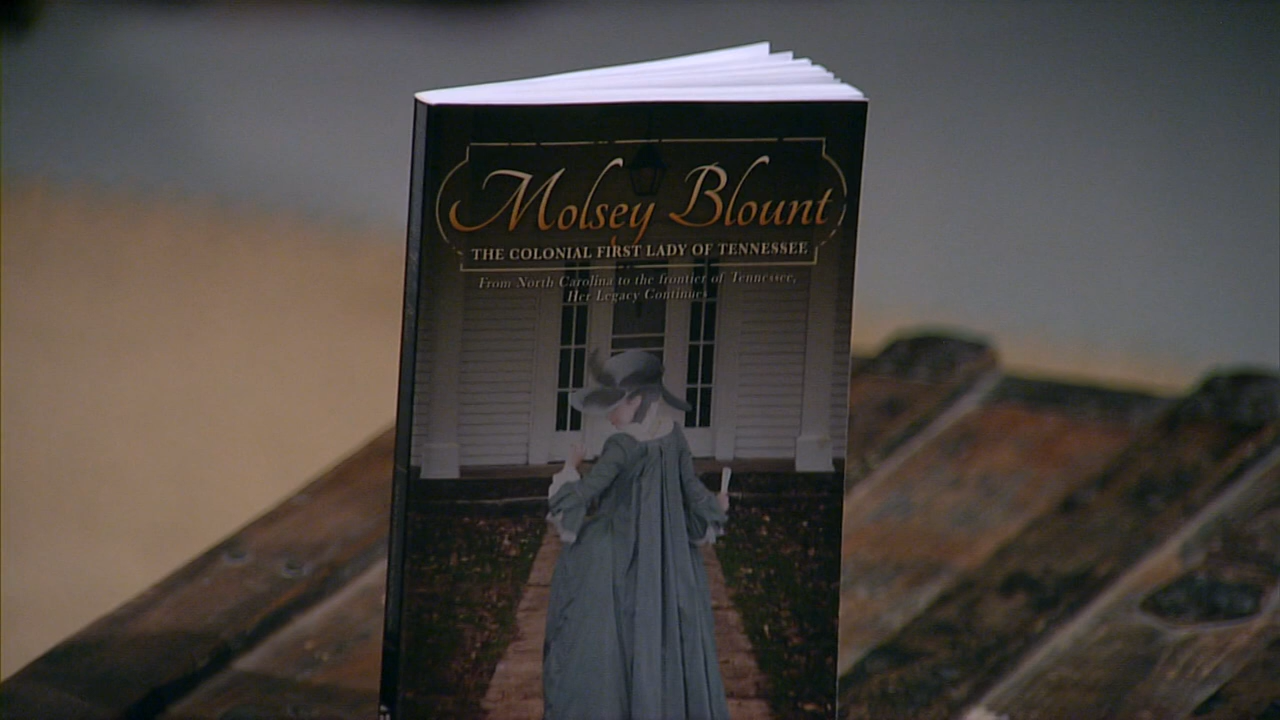 Molsey Blount
THE COLONIAL FIRST LADY OF TENNESSEE
From North Carolina to the frontier of Tennessee,
Her Legacy Continues